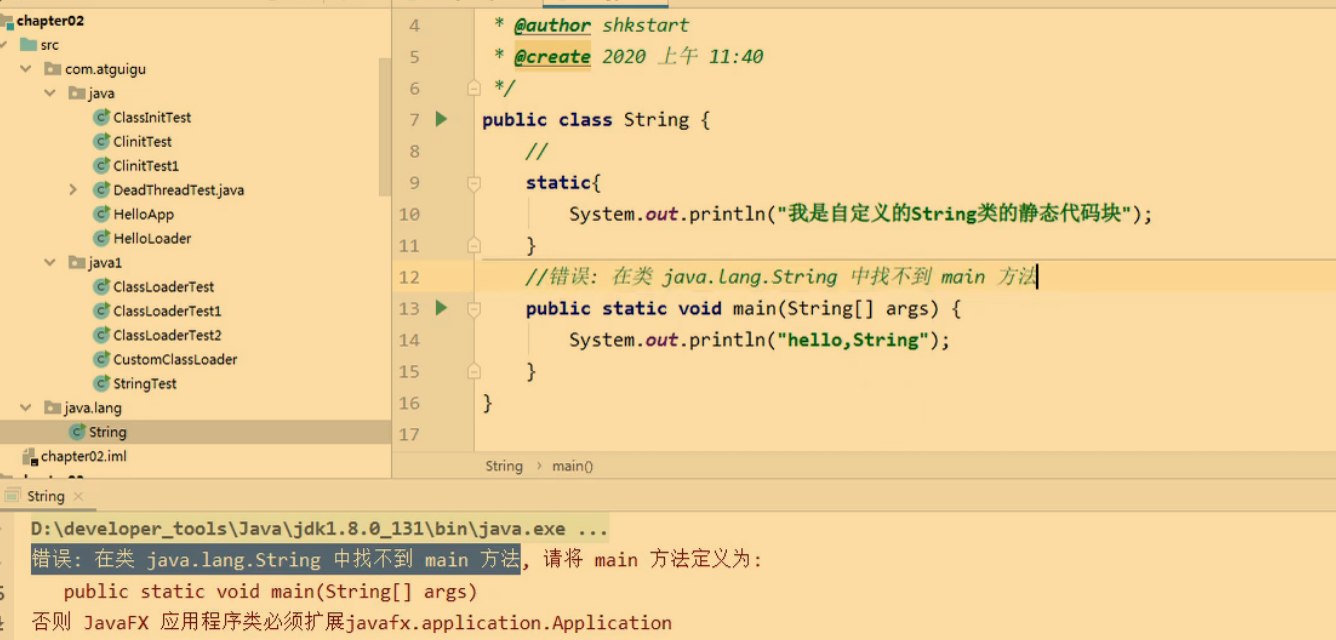 chapter02
src
com.atguigu
java
ClassInitTest
ClinitTest
ClinitTest1
DeadThreadTest.java
HelloApp
HelloLoader
java1
ClassLoaderTest
ClassLoaderTest1
ClassLoaderTest2
CustomClassLoader
StringTest
java.lang
String
chapter02.iml
4 * @author shkstart
5 * @create 2020 上午 11:40
6 */
7 public class String {
8 //
9 static{
10 System.out.println("我是自定义的String类的静态代码块");
11 }
12 //错误: 在类 java.lang.String 中找不到 main 方法
13 public static void main(String[] args) {
14 System.out.println("hello,String");
15 }
16 }
17
String › main()
String ×
D:\developer_tools\Java\jdk1.8.0_131\bin\java.exe ...
错误: 在类 java.lang.String 中找不到 main 方法, 请将 main 方法定义为:
public static void main(String[] args)
否则 JavaFX 应用程序类必须扩展javafx.application.Application